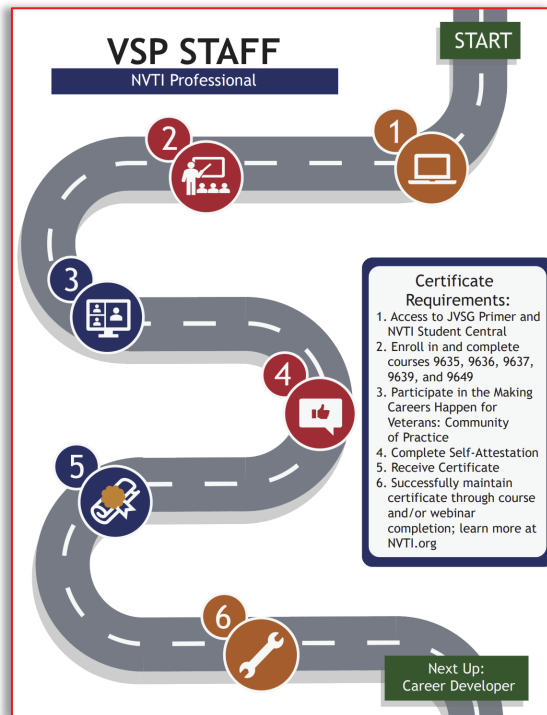 VSP STAFF
NVTI Professional
START
1
2
3
4
5
6
Certificate
Requirements:
1. Access to JVSG Primer and
NVTI Student Central
2. Enroll in and complete
courses 9635, 9636, 9637,
9639, and 9649
3. Participate in the Making
Careers Happen for
Veterans: Community
of Practice
4. Complete Self-Attestation
5. Receive Certificate
6. Successfully maintain
certificate through course
and/or webinar
completion; learn more at
NVTI.org
Next Up:
Career Developer